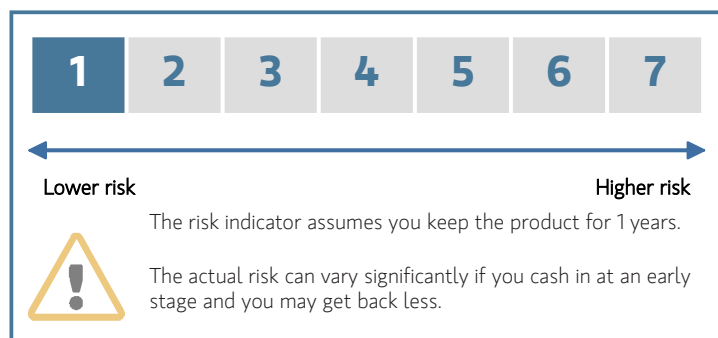 1 2 3 4 5 6 7
Lower risk Higher risk
The risk indicator assumes you keep the product for 1 years.
The actual risk can vary significantly if you cash in at an early
stage and you may get back less.